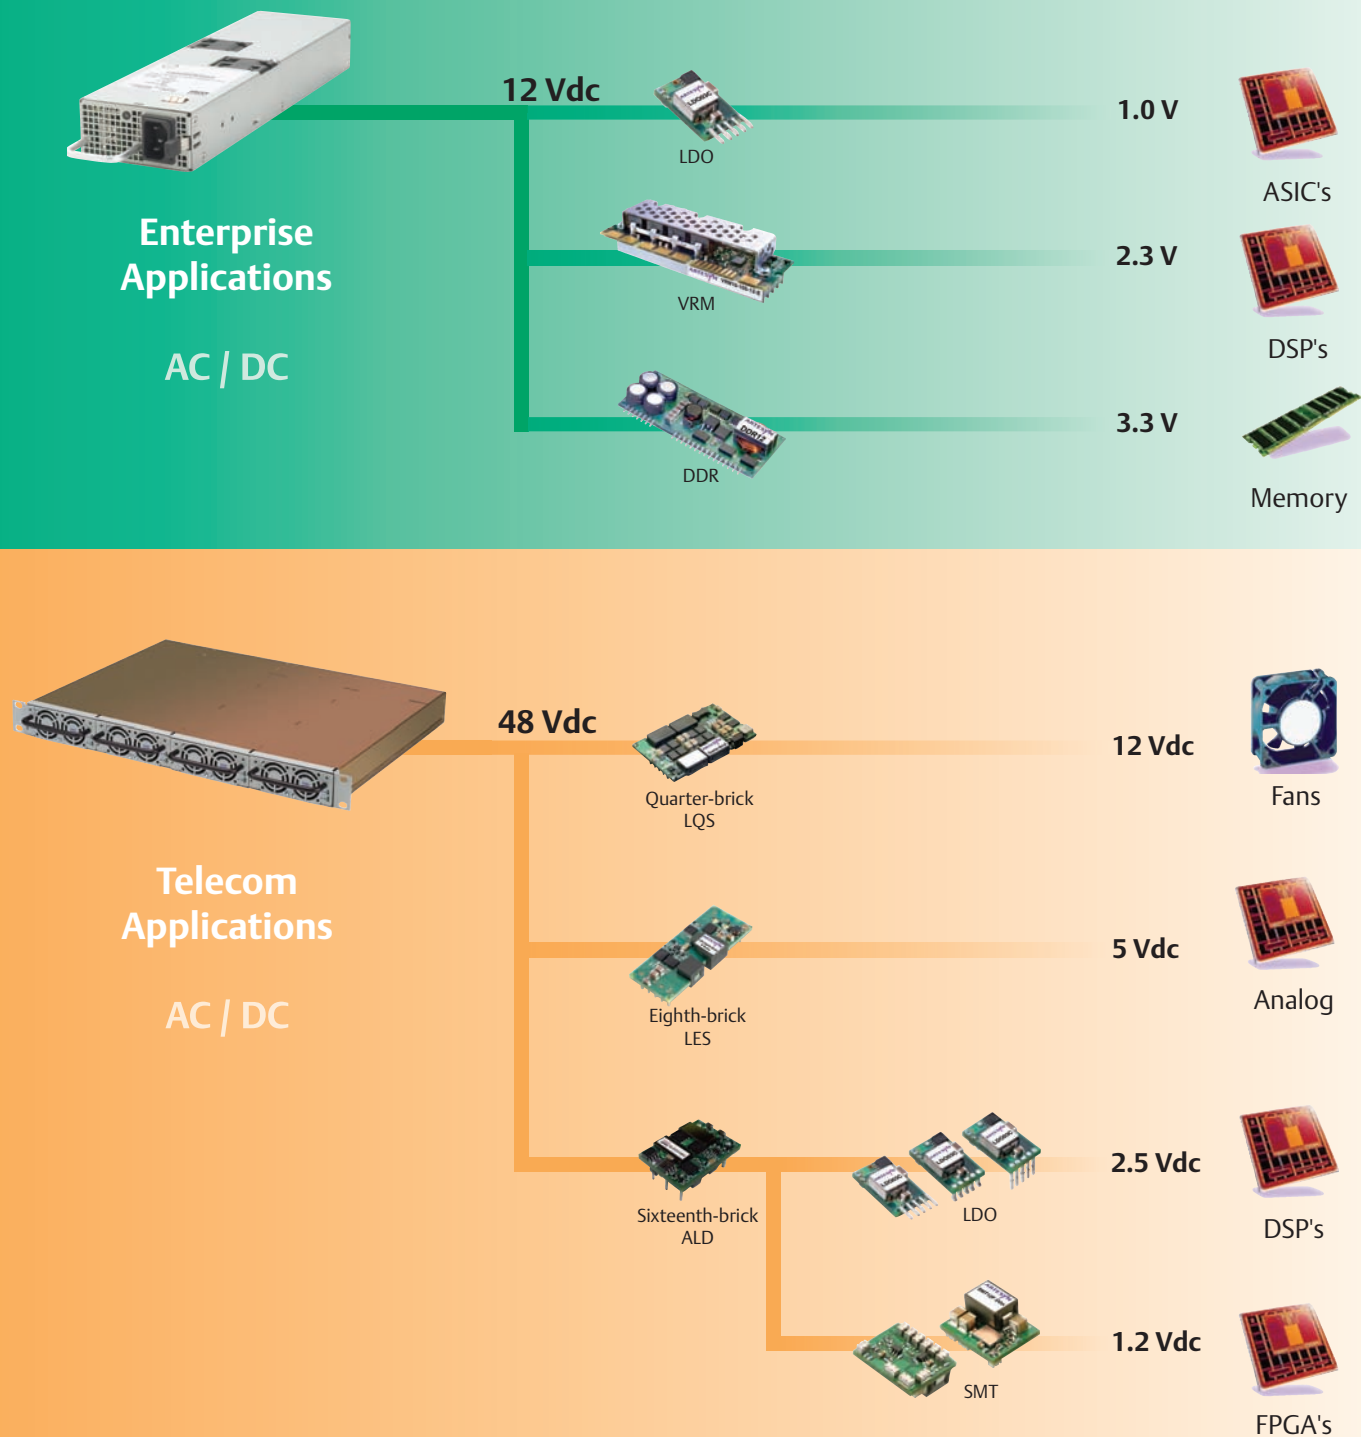 12 Vdc
LDO
1.0 V
ASIC's
Enterprise
Applications
AC / DC
VRM
2.3 V
DSP's
DDR
3.3 V
Memory
48 Vdc
Quarter-brick
LQS
12 Vdc
Fans
Telecom
Applications
AC / DC
Eighth-brick
LES
5 Vdc
Analog
Sixteenth-brick
ALD
LDO
2.5 Vdc
DSP's
SMT
1.2 Vdc
FPGA's